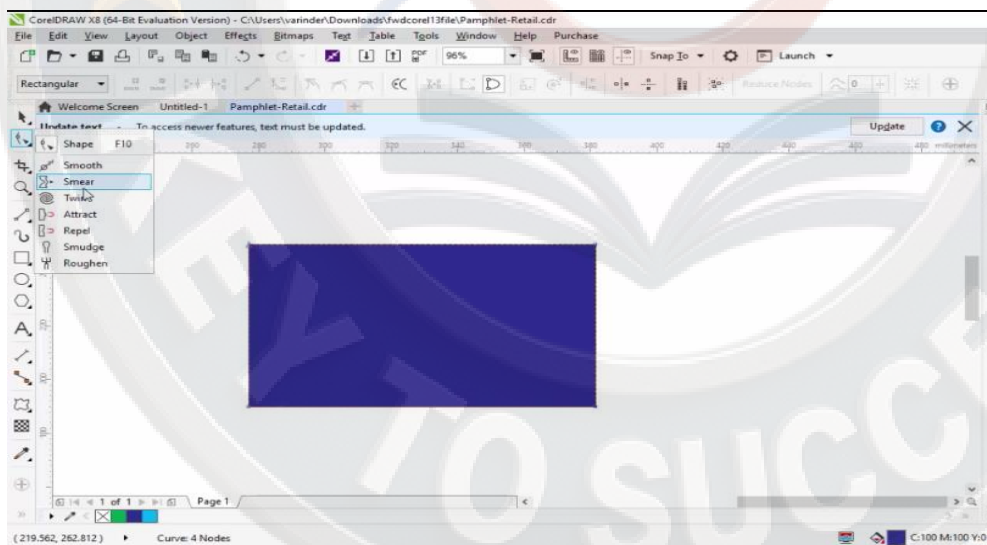 CorelDRAW X8 (64-Bit Evaluation Version) - C:\Users\varinder\Downloads\fwdcorel13file\Pamphlet-Retail.cdr
File Edit View Layout Object Effects Bitmaps Text Table Tools Window Help Purchase
PDF 96% Snap To Launch
Rectangular Reduce Nodes 0
Welcome Screen Untitled-1 Pamphlet-Retail.cdr
Update text - To access newer features, text must be updated. Update
Shape F10
millimeters
Smooth
Smear
Twirl
Attract
Repel
Smudge
Roughen
KEY TO SUCCE
1 of 1 Page 1
(219.562, 262.812) Curve: 4 Nodes C:100 M:100 Y:0